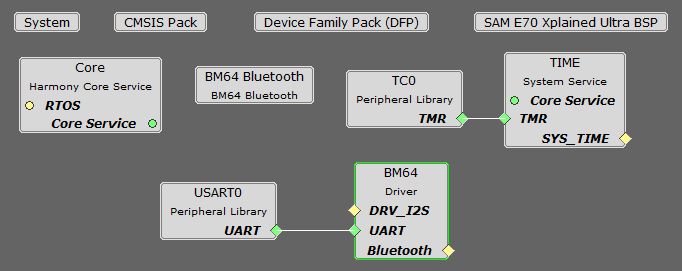 System
CMSIS Pack
Device Family Pack (DFP)
SAM E70 Xplained Ultra BSP
Core
Harmony Core Service
RTOS
Core Service
BM64 Bluetooth
BM64 Bluetooth
TC0
Peripheral Library
TMR
TIME
System Service
Core Service
TMR
SYS_TIME
USART0
Peripheral Library
UART
BM64
Driver
DRV_I2S
UART
Bluetooth